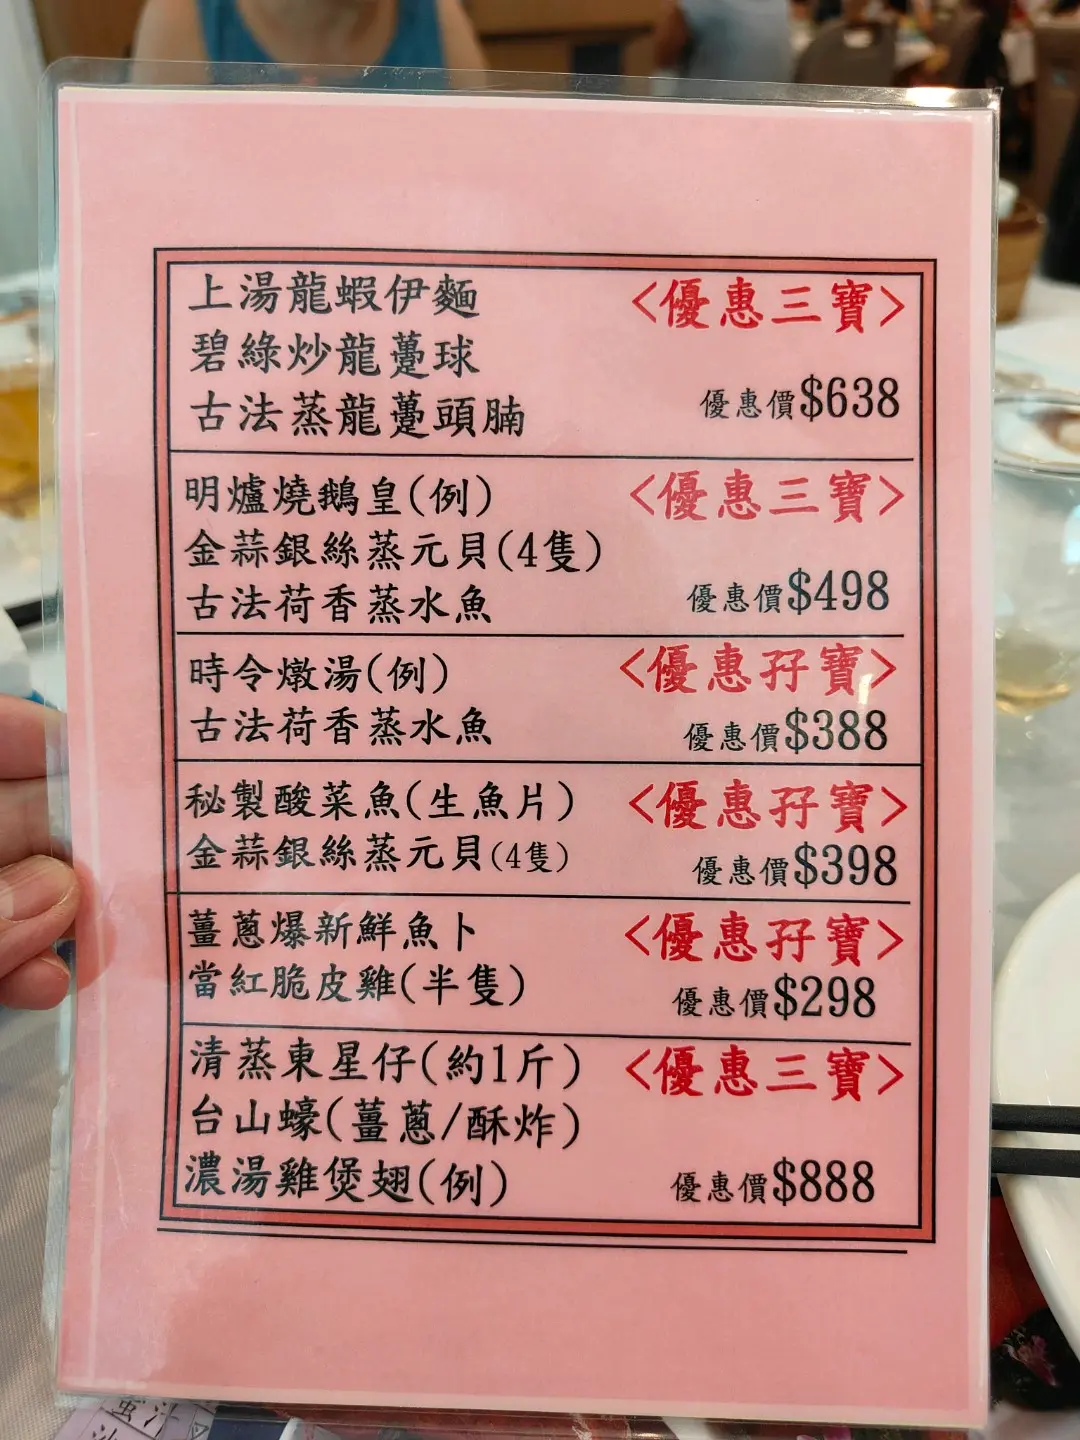 上湯龍蝦伊麵
<優惠三寶>
碧綠炒龍躉球
古法蒸龍躉頭腩
優惠價$638
明爐燒鵝皇(例)
<優惠三寶>
金蒜銀絲蒸元貝(4隻)
古法荷香蒸水魚
優惠價$498
時令燉湯(例)
<優惠孖寶>
古法荷香蒸水魚
優惠價$388
秘製酸菜魚(生魚片)
<優惠孖寶>
金蒜銀絲蒸元貝(4隻)
優惠價$398
薑蔥爆新鮮魚卜
<優惠孖寶>
當紅脆皮雞(半隻)
優惠價$298
清蒸東星仔(約1斤)
<優惠三寶>
台山蠔(薑蔥/酥炸)
濃湯雞煲翅(例)
優惠價$888
蜜汁